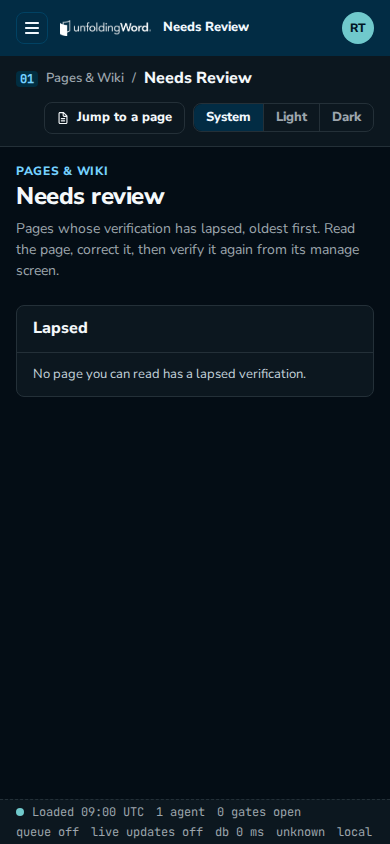 unfoldingWord. Needs Review RT
01 Pages & Wiki / Needs Review
Jump to a page System Light Dark
PAGES & WIKI
Needs review
Pages whose verification has lapsed, oldest first. Read
the page, correct it, then verify it again from its manage
screen.
Lapsed
No page you can read has a lapsed verification.
Loaded 09:00 UTC 1 agent 0 gates open
queue off live updates off db 0 ms unknown local